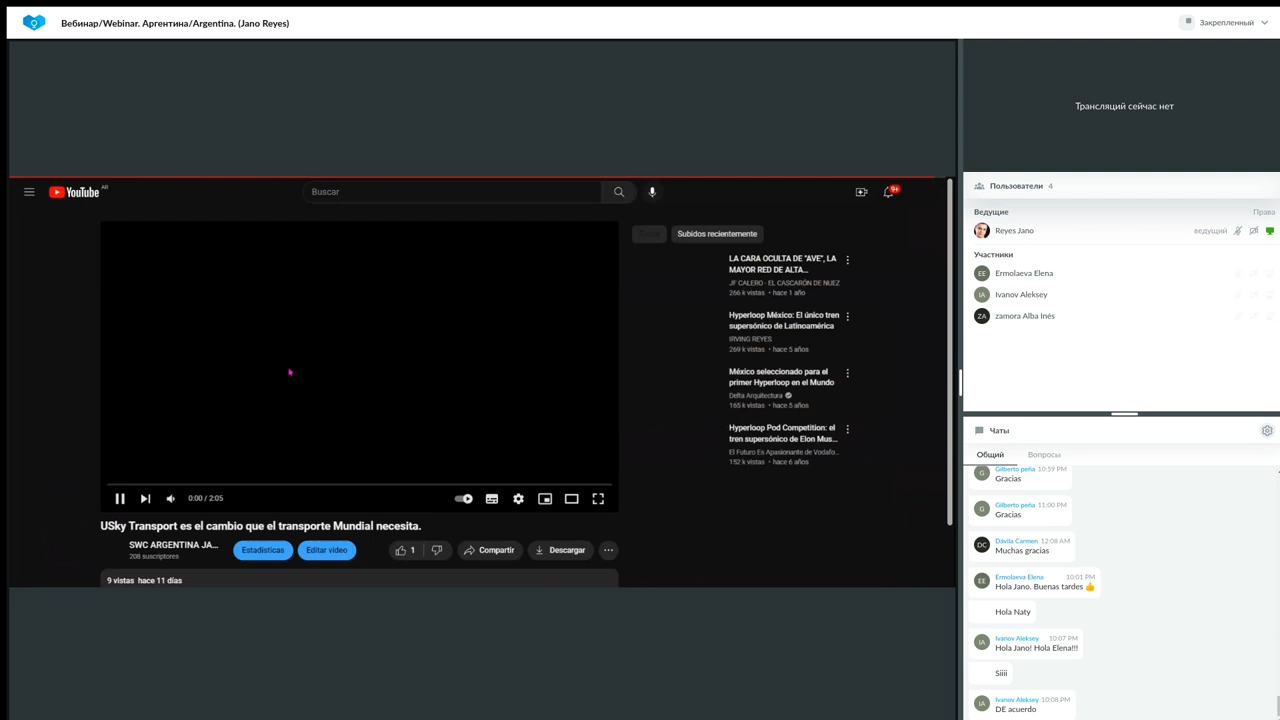 Вебинар/Webinar. Аргентина/Argentina. (Jano Reyes)
Закрепленный
YouTube AR
Buscar
9+
Subidos recientemente
LA CARA OCULTA DE "AVE", LA
MAYOR RED DE ALTA...
JF CALERO - EL CASCARÓN DE NUEZ
266 k vistas • hace 1 año
Hyperloop México: El único tren
supersónico de Latinoamérica
IRVING REYES
269 k vistas • hace 5 años
México seleccionado para el
primer Hyperloop en el Mundo
Delta Arquitectura
165 k vistas • hace 5 años
Hyperloop Pod Competition: el
tren supersónico de Elon Mus...
El Futuro Es Apasionante de Vodafo...
152 k vistas • hace 6 años
0:00 / 2:05
USky Transport es el cambio que el transporte Mundial necesita.
SWC ARGENTINA JA...
208 suscriptores
Estadísticas
Editar video
1
Compartir
Descargar
9 vistas hace 11 días
Трансляций сейчас нет
Пользователи 4
Ведущие
Права
Reyes Jano
ведущий
Участники
EE Ermolaeva Elena
IA Ivanov Aleksey
ZA zamora Alba Inés
Чаты
Общий
Вопросы
G Gilberto peña 10:59 PM
Gracias
G Gilberto peña 11:00 PM
Gracias
DC Dávila Carmen 12:08 AM
Muchas gracias
EE Ermolaeva Elena 10:01 PM
Hola Jano. Buenas tardes 👍
Hola Naty
IA Ivanov Aleksey 10:07 PM
Hola Jano! Hola Elena!!!
Siiii
IA Ivanov Aleksey 10:08 PM
DE acuerdo